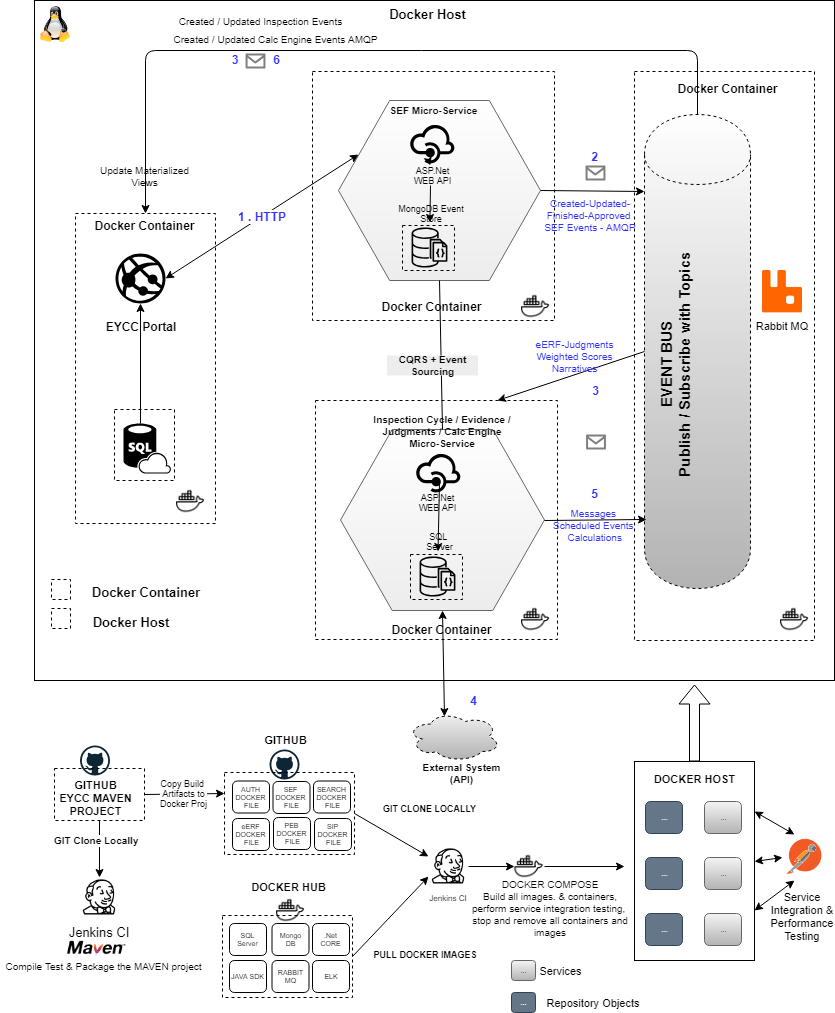 Docker Host
Created / Updated Inspection Events
Created / Updated Calc Engine Events AMQP
3
6
Docker Container
SEF Micro-Service
ASP.Net
WEB API
MongoDB Event
Store
Docker Container
2
Created-Updated-
Finished-Approved
SEF Events - AMQP
Update Materialized
Views
Docker Container
1 . HTTP
EYCC Portal
SQL
EVENT BUS
Publish / Subscribe with Topics
Rabbit MQ
CQRS + Event
Sourcing
eERF-Judgments
Weighted Scores
Narratives
3
Inspection Cycle / Evidence /
Judgments / Calc Engine
Micro-Service
ASP.Net
WEB API
SQL
Server
Docker Container
5
Messages
Scheduled Events
Calculations
Docker Container
Docker Host
4
External System
(API)
GITHUB
EYCC MAVEN
PROJECT
Copy Build
Artifacts to
Docker Proj
GIT Clone Locally
Jenkins CI
Maven™
Compile Test & Package the MAVEN project
GITHUB
AUTH
DOCKER
FILE
SEF
DOCKER
FILE
SEARCH
DOCKER
FILE
eERF
DOCKER
FILE
PEB
DOCKER
FILE
SIP
DOCKER
FILE
GIT CLONE LOCALLY
DOCKER HUB
SQL
Server
Mongo
DB
.Net
CORE
JAVA SDK
RABBIT
MQ
ELK
PULL DOCKER IMAGES
Jenkins CI
DOCKER COMPOSE
Build all images. & containers,
perform service integration testing,
stop and remove all containers and
images
DOCKER HOST
...
...
...
...
...
...
Service
Integration &
Performance
Testing
...
Services
...
Repository Objects